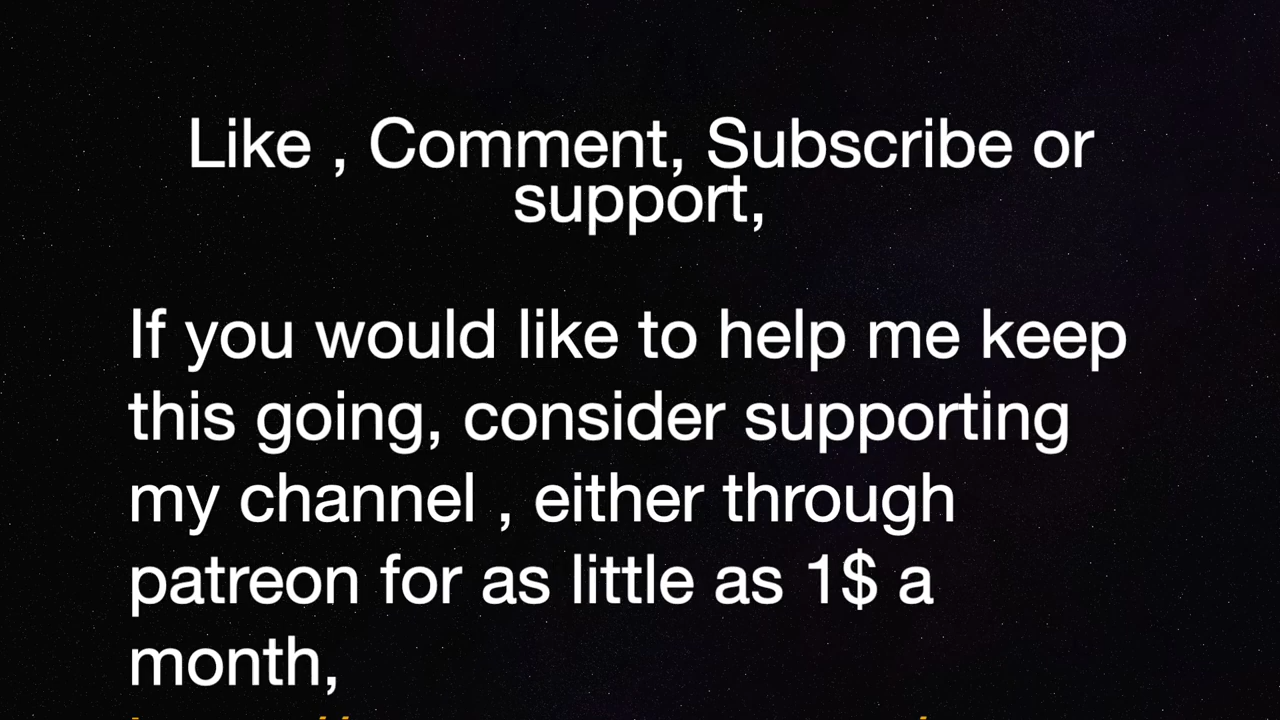 Like , Comment, Subscribe or
support,
If you would like to help me keep
this going, consider supporting
my channel , either through
patreon for as little as 1$ a
month,